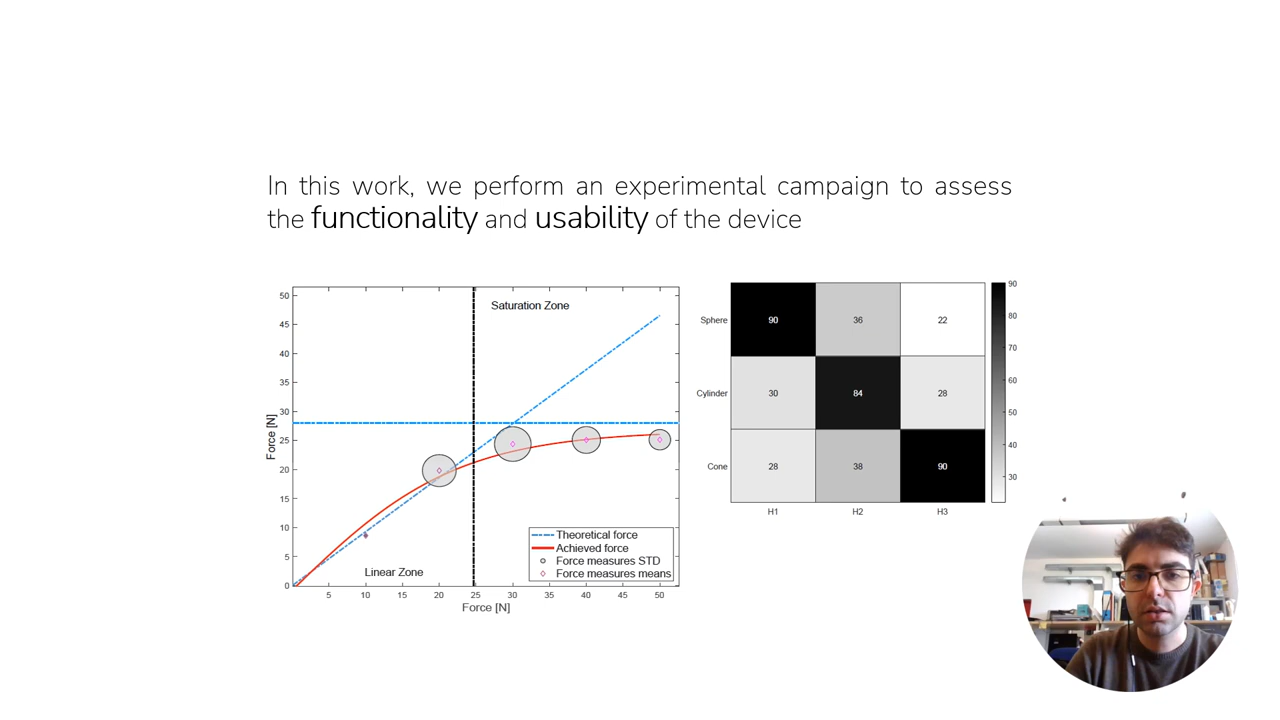 In this work, we perform an experimental campaign to assess
the functionality and usability of the device
Saturation Zone
50
45
40
35
30
25
20
15
10
5
0
Force [N]
Linear Zone
5 10 15 20 25 30 35 40 45 50
Force [N]
Theoretical force
Achieved force
Force measures STD
Force measures means
Sphere 90 36 22
Cylinder 30 84 28
Cone 28 38 90
H1 H2 H3
90
80
70
60
50
40
30